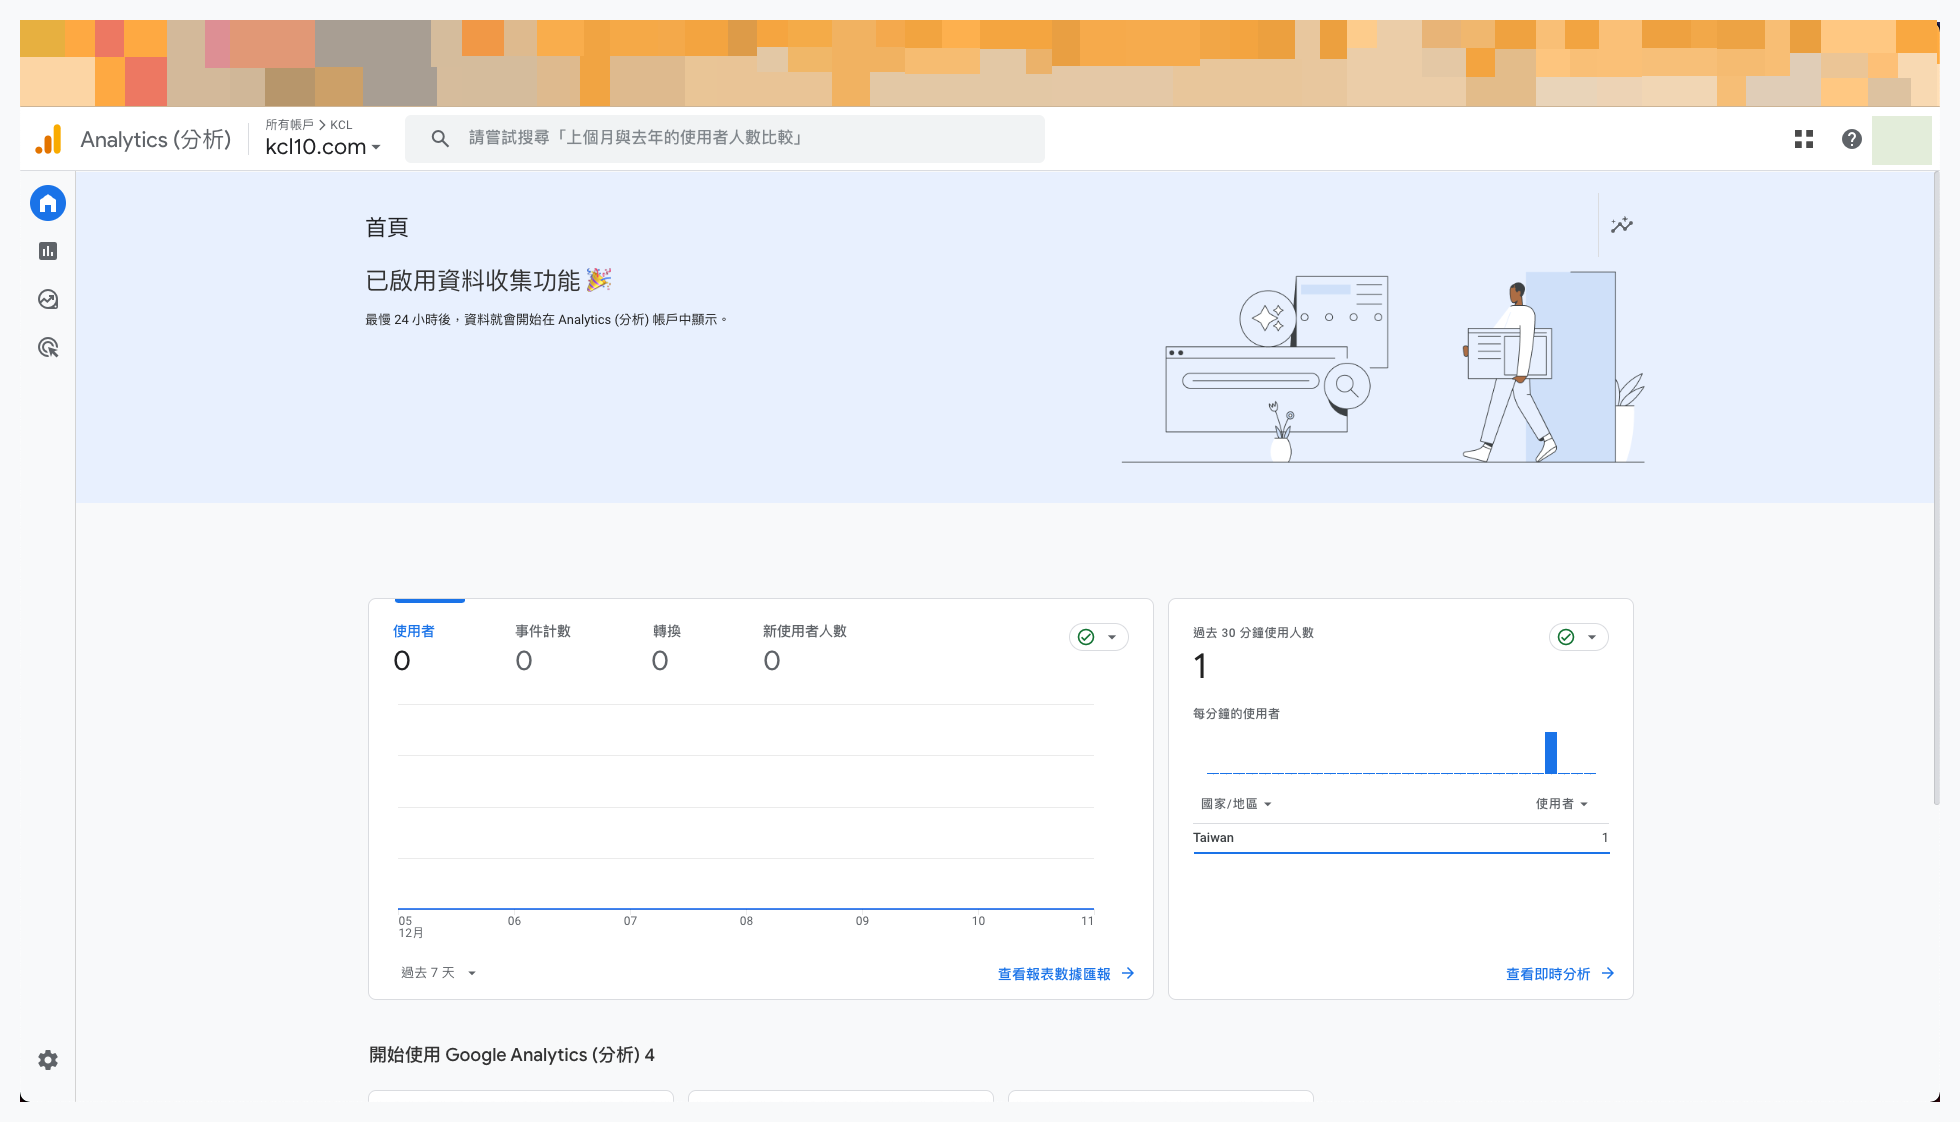 Analytics (分析)
所有帳戶 > KCL
kcl10.com
請嘗試搜尋「上個月與去年的使用者人數比較」
首頁
已啟用資料收集功能 🎉
最慢 24 小時後，資料就會開始在 Analytics (分析) 帳戶中顯示。
使用者
0
事件計數
0
轉換
0
新使用者人數
0
05
12月
06
07
08
09
10
11
過去 7 天
查看報表數據匯報
過去 30 分鐘使用人數
1
每分鐘的使用者
國家/地區
使用者
Taiwan
1
查看即時分析
開始使用 Google Analytics (分析) 4